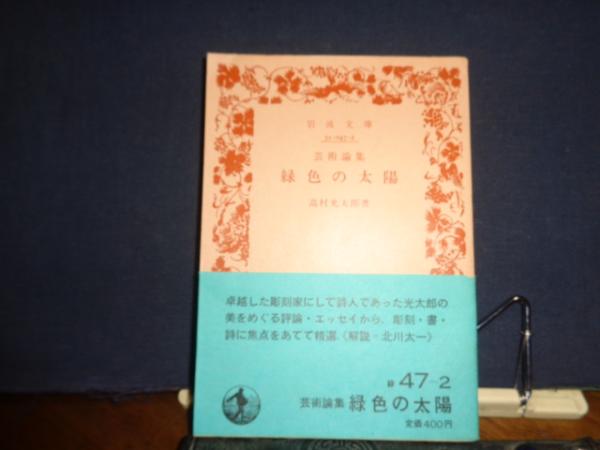 岩波文庫
31-047-2
芸術論集
緑色の太陽
高村光太郎著
卓越した彫刻家にして詩人であった光太郎の
美をめぐる評論・エッセイから、彫刻・書・
詩に焦点をあてて精選。〈解説=北川太一〉
緑 47-2
芸術論集 緑色の太陽
定価400円